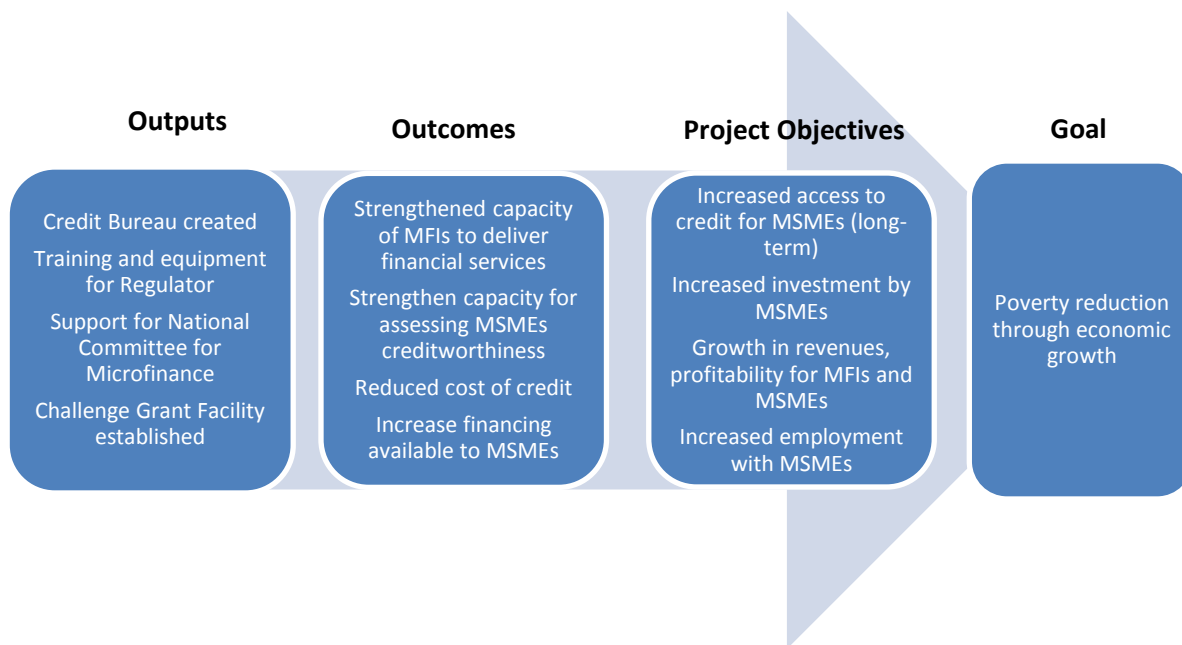 Outputs
Credit Bureau created
Training and equipment
for Regulator
Support for National
Committee for
Microfinance
Challenge Grant Facility
established
Outcomes
Strengthened capacity
of MFIs to deliver
financial services
Strengthen capacity for
assessing MSMEs
creditworthiness
Reduced cost of credit
Increase financing
available to MSMEs
Project Objectives
Increased access to
credit for MSMEs (long-
term)
Increased investment by
MSMEs
Growth in revenues,
profitability for MFIs and
MSMEs
Increased employment
with MSMEs
Goal
Poverty reduction
through economic
growth